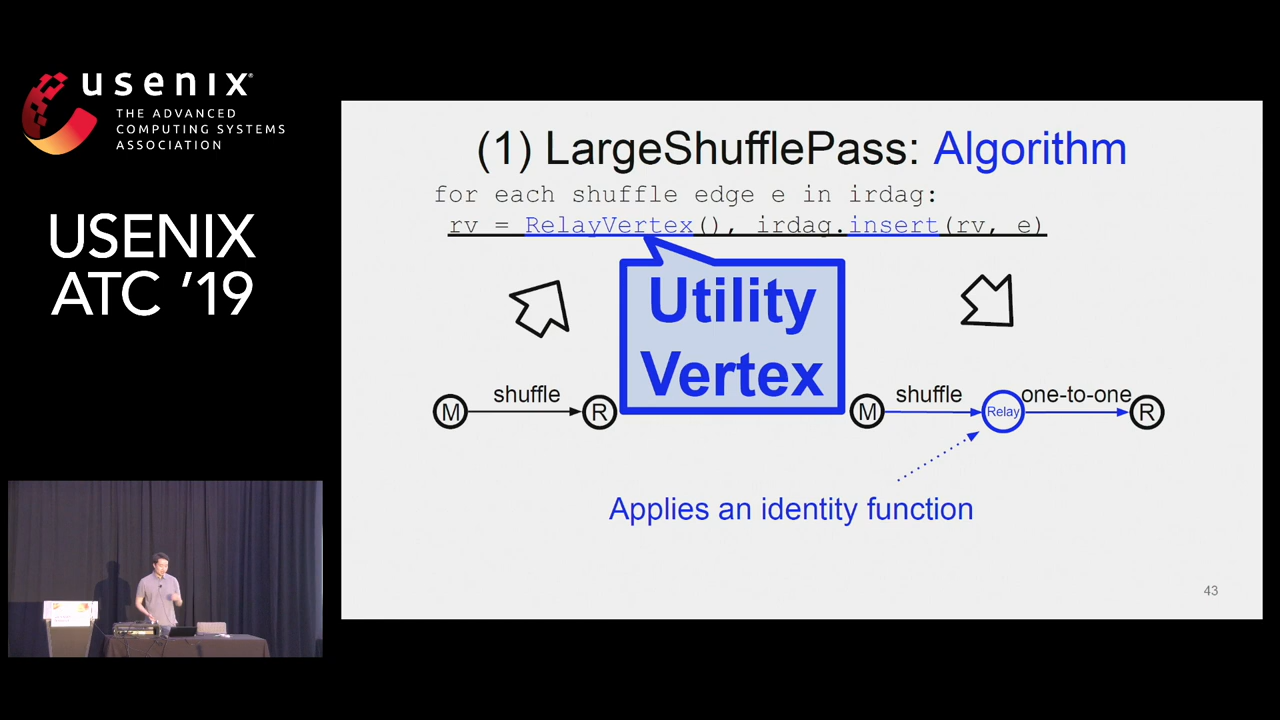 usenix
THE ADVANCED
COMPUTING SYSTEMS
ASSOCIATION
USENIX
ATC '19
(1) LargeShufflePass: Algorithm
for each shuffle edge e in irdag:
rv = RelayVertex(), irdag.insert(rv, e)
Utility
Vertex
M
shuffle
R
M
shuffle
Relay
one-to-one
R
Applies an identity function
43